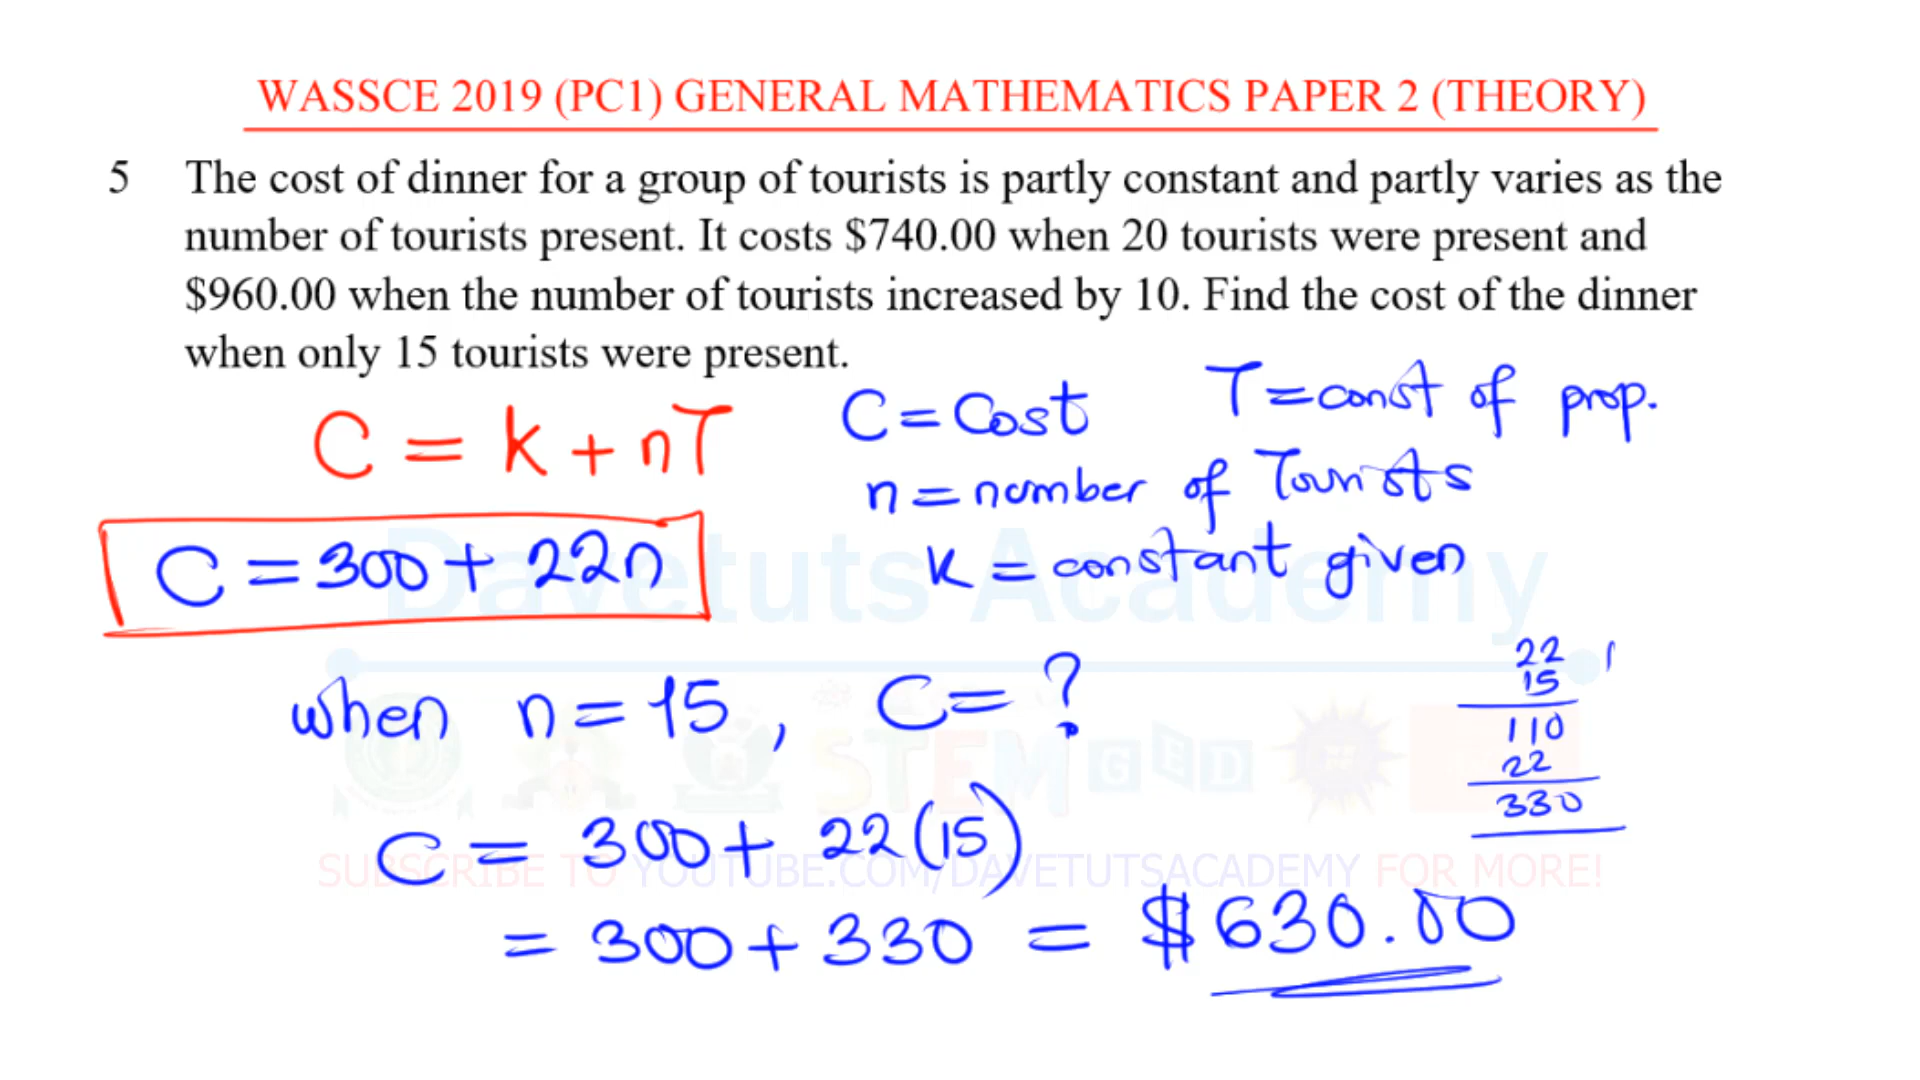 WASSCE 2019 (PC1) GENERAL MATHEMATICS PAPER 2 (THEORY)
5 The cost of dinner for a group of tourists is partly constant and partly varies as the
number of tourists present. It costs $740.00 when 20 tourists were present and
$960.00 when the number of tourists increased by 10. Find the cost of the dinner
when only 15 tourists were present.
C = k + nT
C = Cost
T = const of prop.
n = number of Tourists
k = constant given
C = 300 + 22n
Davetuts Academy
when n = 15, C = ?
STEM GED
22
15
110
22
330
C = 300 + 22(15)
SUBSCRIBE TO YOUTUBE.COM/DAVETUTSACADEMY FOR MORE!
= 300 + 330 = $630.00